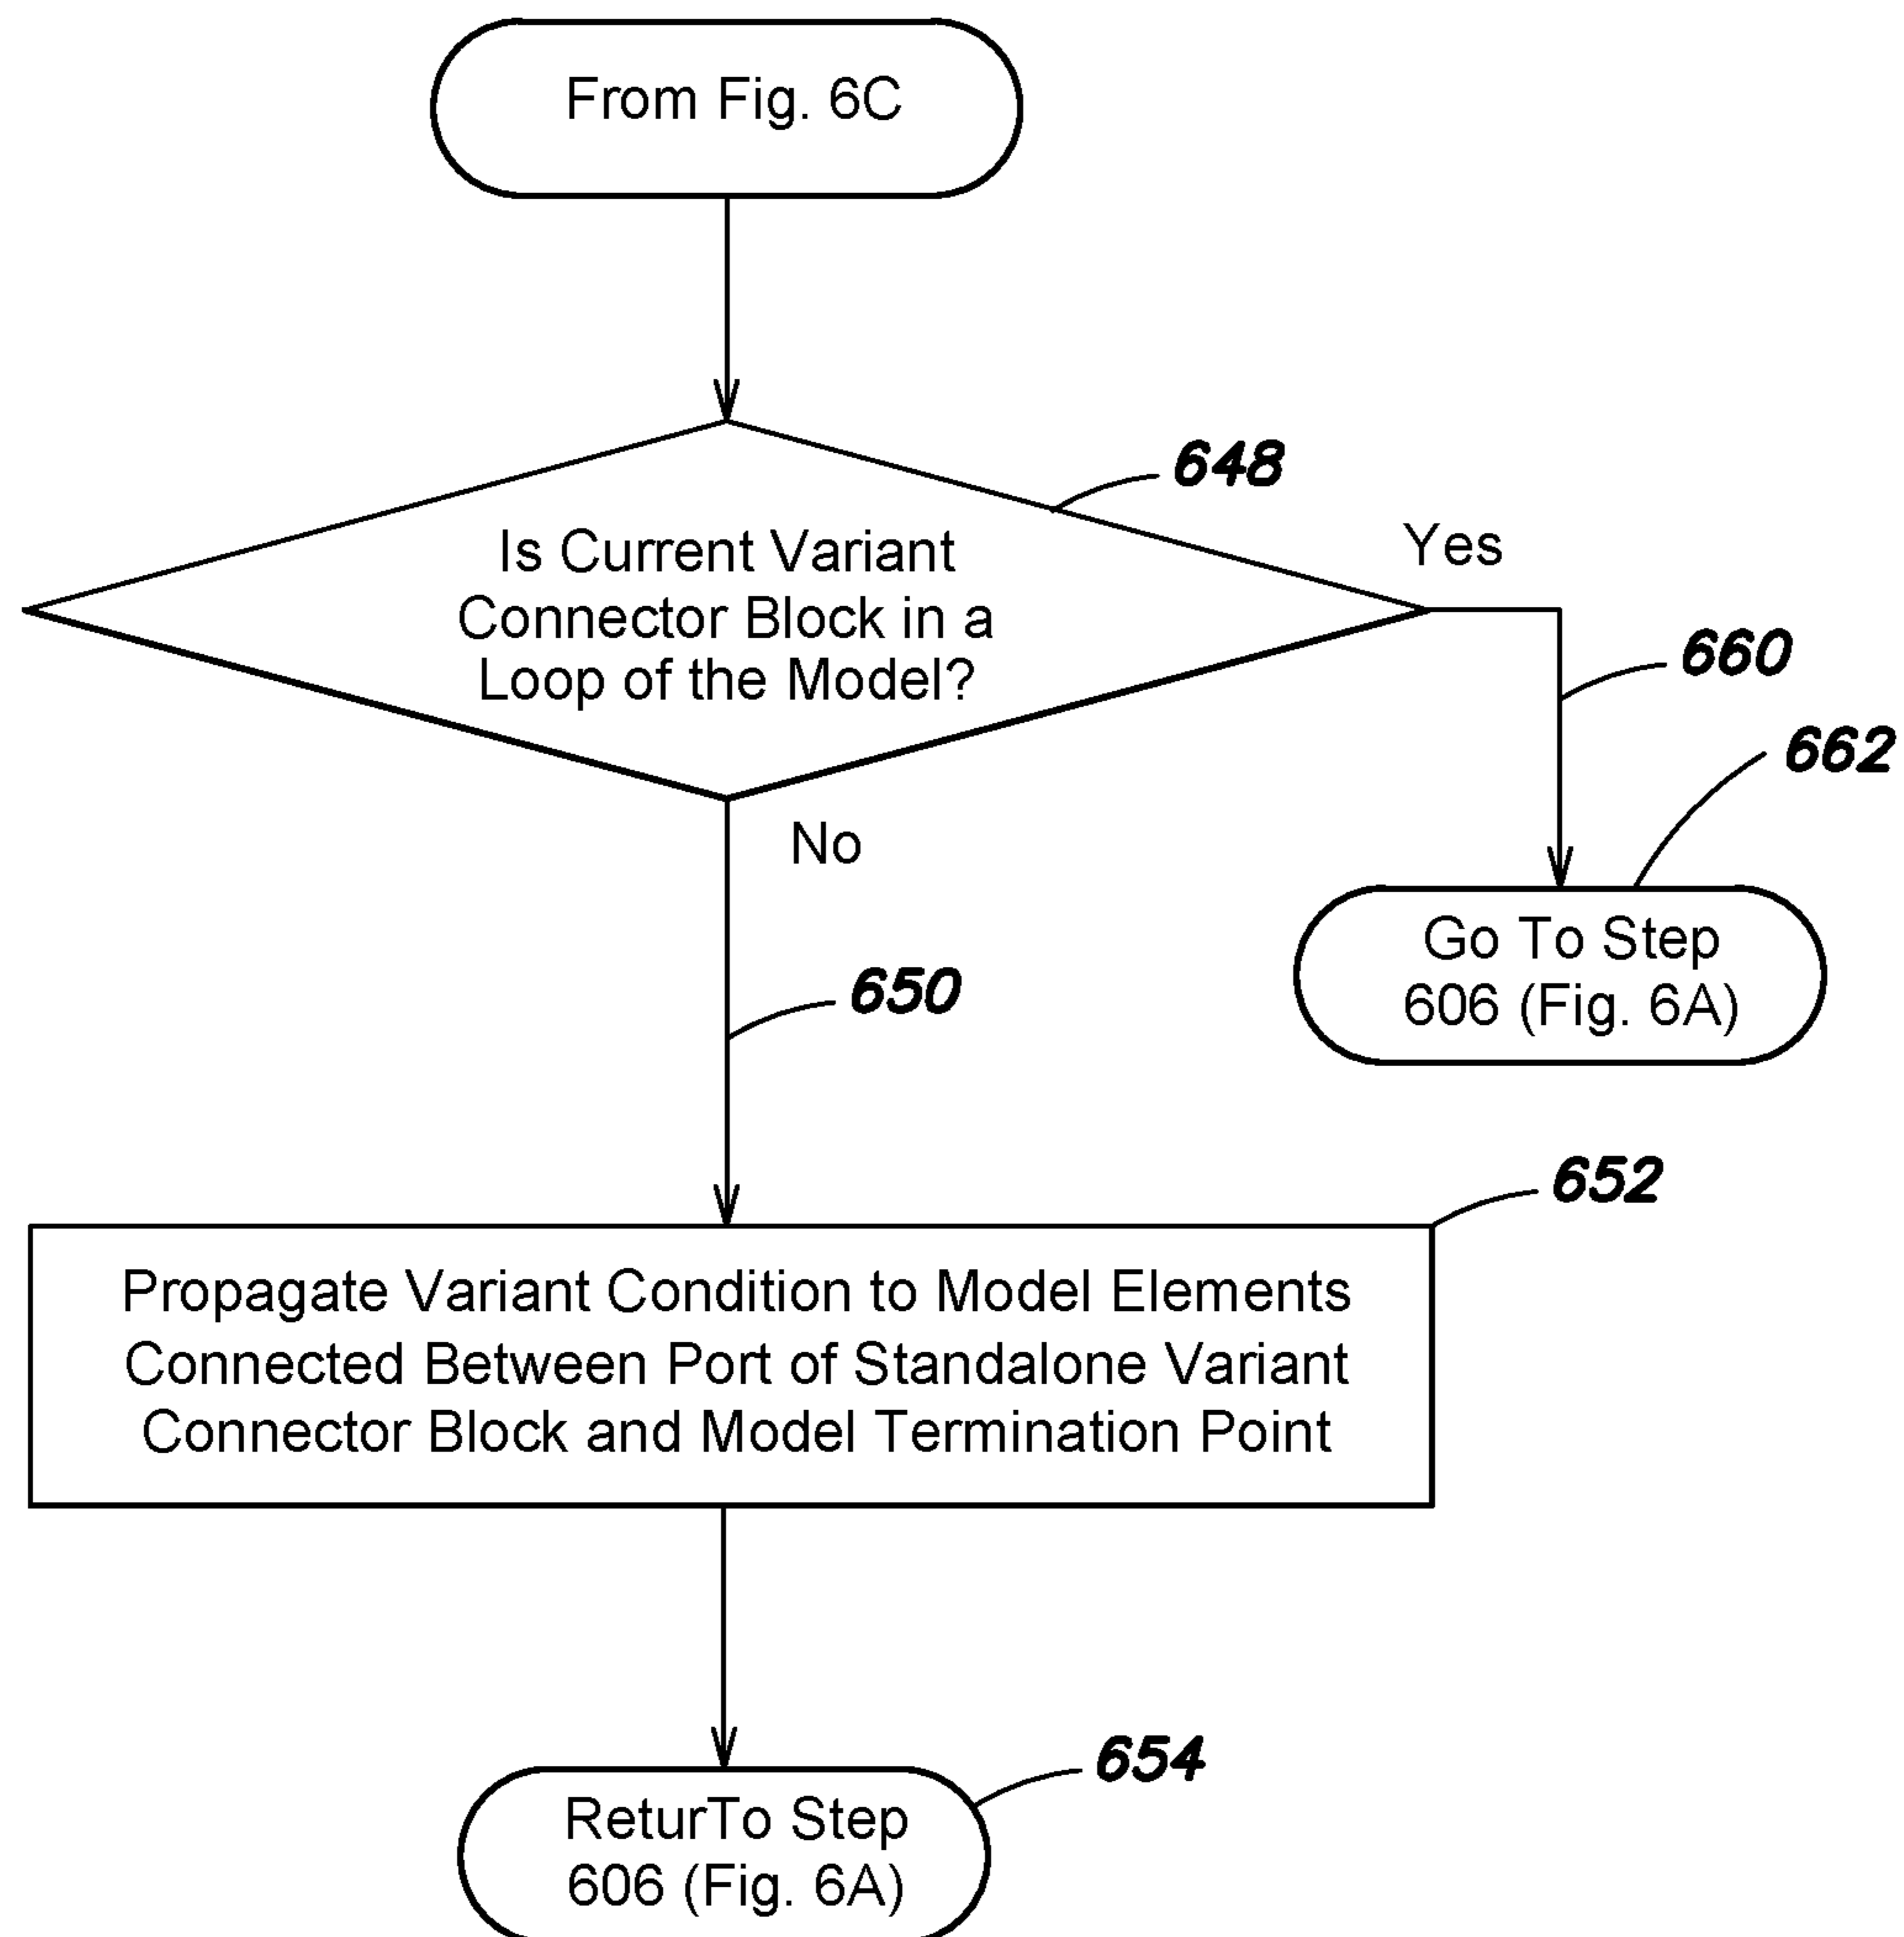 From Fig. 6C
648
Is Current Variant
Connector Block in a
Loop of the Model?
Yes
660
662
No
Go To Step
606 (Fig. 6A)
650
652
Propagate Variant Condition to Model Elements
Connected Between Port of Standalone Variant
Connector Block and Model Termination Point
654
ReturTo Step
606 (Fig. 6A)